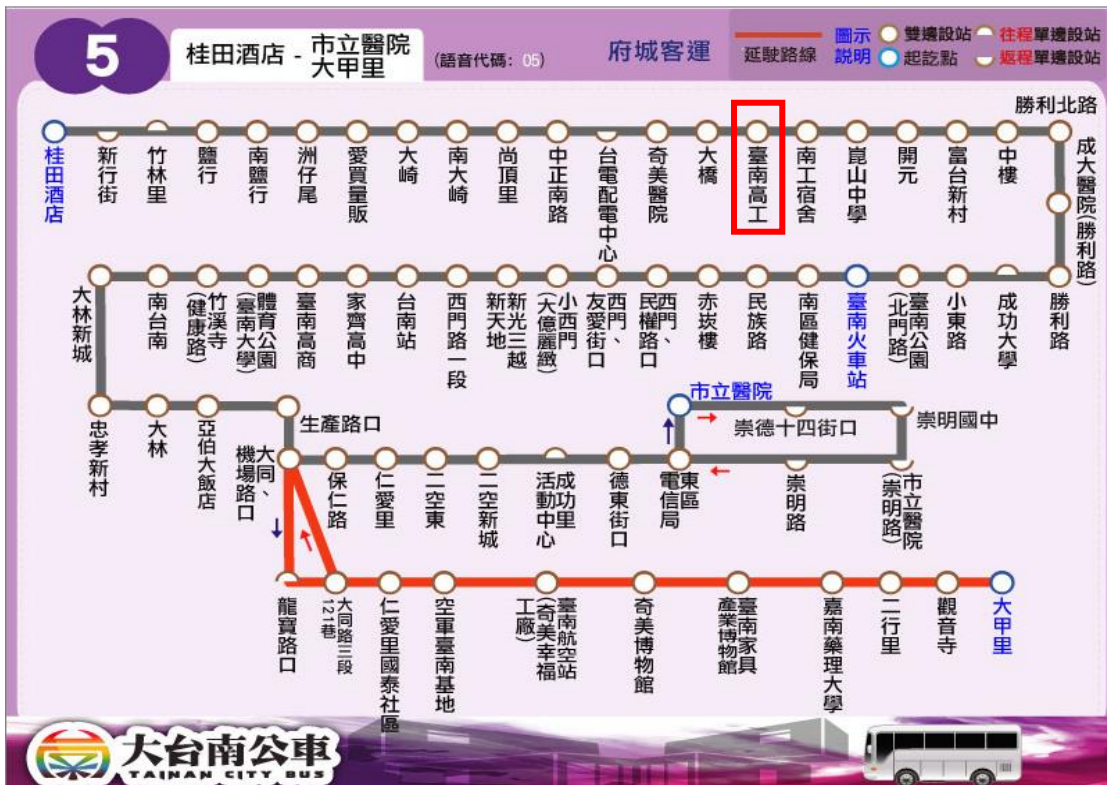 5
桂田酒店 - 市立醫院
大甲里
(語音代碼: 05)
府城客運
延駛路線
圖示說明
雙邊設站
往程單邊設站
起訖點
返程單邊設站
勝利北路
桂田酒店
新行街
竹林里
鹽行
南鹽行
洲仔尾
愛買量販
大崎
南大崎
尚頂里
中正南路
台電配電中心
奇美醫院
大橋
臺南高工
南工宿舍
崑山中學
開元
富台新村
中樓
成大醫院(勝利路)
勝利路
成功大學
小東路
臺南公園
(北門路)
臺南火車站
南區健保局
民族路
赤崁樓
西門、
民權路口
西門、
友愛街口
小西門
(大億麗緻)
新光三越
新天地
西門路一段
台南站
家齊高中
臺南高商
體育公園
(臺南大學)
竹溪寺
(健康路)
南台南
大林新城
忠孝新村
大林
亞伯大飯店
生產路口
大同、
機場路口
保仁路
仁愛里
二空東
二空新城
成功里
活動中心
德東街口
東區
電信局
市立醫院
崇德十四街口
崇明國中
市立醫院
(崇明路)
崇明路
龍寶路口
大同路三段
121巷
仁愛里國泰社區
空軍臺南基地
臺南航空站
(奇美幸福
工廠)
奇美博物館
臺南家具
產業博物館
嘉南藥理大學
二行里
觀音寺
大甲里
大台南公車
TAINAN CITY BUS